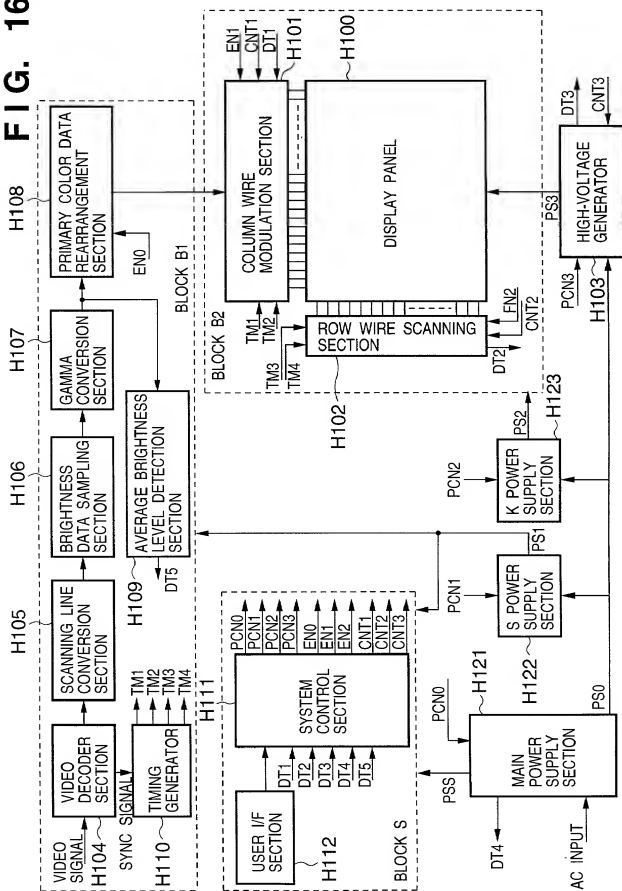 FIG. 16
VIDEO SIGNAL
VIDEO
DECODER
SECTION
H104
SYNC SIGNAL
TIMING
GENERATOR
H110
TM1
TM2
TM3
TM4
SCANNING LINE
CONVERSION
SECTION
H105
BRIGHTNESS
DATA SAMPLING
SECTION
H106
GAMMA
CONVERSION
SECTION
H107
PRIMARY COLOR DATA
REARRANGEMENT
SECTION
H108
EN0
AVERAGE BRIGHTNESS
LEVEL DETECTION
SECTION
H109
DT5
BLOCK B1
EN1
CNT1
DT1
H101
H100
COLUMN WIRE
MODULATION SECTION
DISPLAY PANEL
BLOCK B2
TM1
TM2
TM3
TM4
ROW WIRE SCANNING
SECTION
H102
EN2
CNT2
DT2
USER I/F
SECTION
H112
SYSTEM
CONTROL
SECTION
H111
DT1
DT2
DT3
DT4
DT5
PCN0
PCN1
PCN2
PCN3
EN0
EN1
EN2
CNT1
CNT2
CNT3
BLOCK S
AC INPUT
MAIN
POWER SUPPLY
SECTION
H121
PCN0
PSS
DT4
PS0
S POWER
SUPPLY
SECTION
H122
PCN1
PS1
K POWER
SUPPLY
SECTION
H123
PCN2
PS2
HIGH-VOLTAGE
GENERATOR
H103
PCN3
PS3
DT3
CNT3